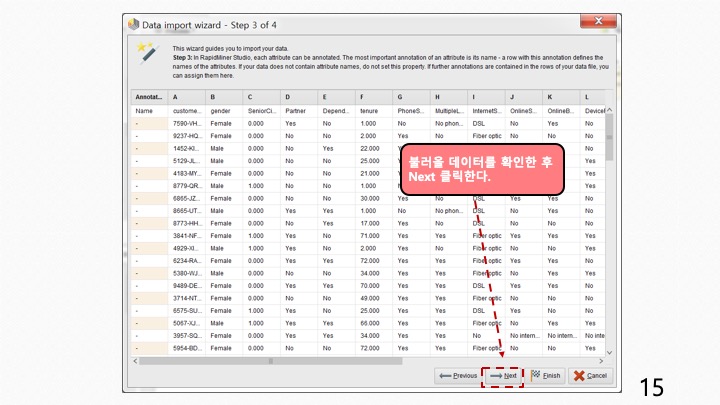 Data import wizard - Step 3 of 4
This wizard guides you to import your data.
Step 3: In RapidMiner Studio, each attribute can be annotated. The most important annotation of an attribute is its name - a row with this annotation defines the
names of the attributes. If your data does not contain attribute names, do not set this property. If further annotations are contained in the rows of your data file, you
can assign them here.
Annotat... A B C D E F G H I J K L
Name custome... gender SeniorCi... Partner Depend... tenure PhoneS... MultipleL... InternetS... OnlineS... OnlineB... Devicel
- 7590-VH... Female 0.000 Yes No 1.000 No No phon... DSL No Yes No
- 9237-HQ... Female 0.000 No No 2.000 Yes No Fiber optic No No No
- 1452-KI... Male 0.000 No Yes 22.000
- 5129-JL... Male 0.000 No No 25.000 Yes
- 4183-MY... Female 0.000 No No 21.000 Yes
- 8779-QR... Male 1.000 No No 1.000 Yes
- 6865-JZ... Female 0.000 No No 30.000 Yes Yes DSL Yes Yes No
- 8665-UT... Male 0.000 Yes Yes 1.000 No No phon... DSL No Yes No
- 8773-HH... Female 0.000 No Yes 17.000 Yes No DSL No No No
- 3841-NF... Female 1.000 Yes No 71.000 Yes Yes Fiber optic Yes Yes Yes
- 4929-XI... Male 1.000 Yes No 2.000 Yes No Fiber optic No No Yes
- 6234-RA... Female 0.000 Yes Yes 72.000 Yes Yes Fiber optic No Yes Yes
- 5380-WJ... Male 0.000 Yes No 34.000 Yes Yes Fiber optic No Yes Yes
- 9489-DE... Female 0.000 Yes Yes 70.000 Yes Yes DSL Yes No Yes
- 3714-NT... Female 0.000 No No 49.000 Yes Yes Fiber optic No No No
- 6575-SU... Female 1.000 Yes No 25.000 Yes Yes DSL Yes Yes No
- 5067-XJ... Male 1.000 Yes Yes 66.000 Yes Yes Fiber optic No Yes Yes
- 3957-SQ... Female 0.000 Yes Yes 34.000 Yes Yes No No intern... No intern... No inte
- 5954-BD... Female 0.000 No No 72.000 Yes Yes Fiber optic No No Yes
불러올 데이터를 확인한 후
Next 클릭한다.
Previous Next Finish Cancel
15